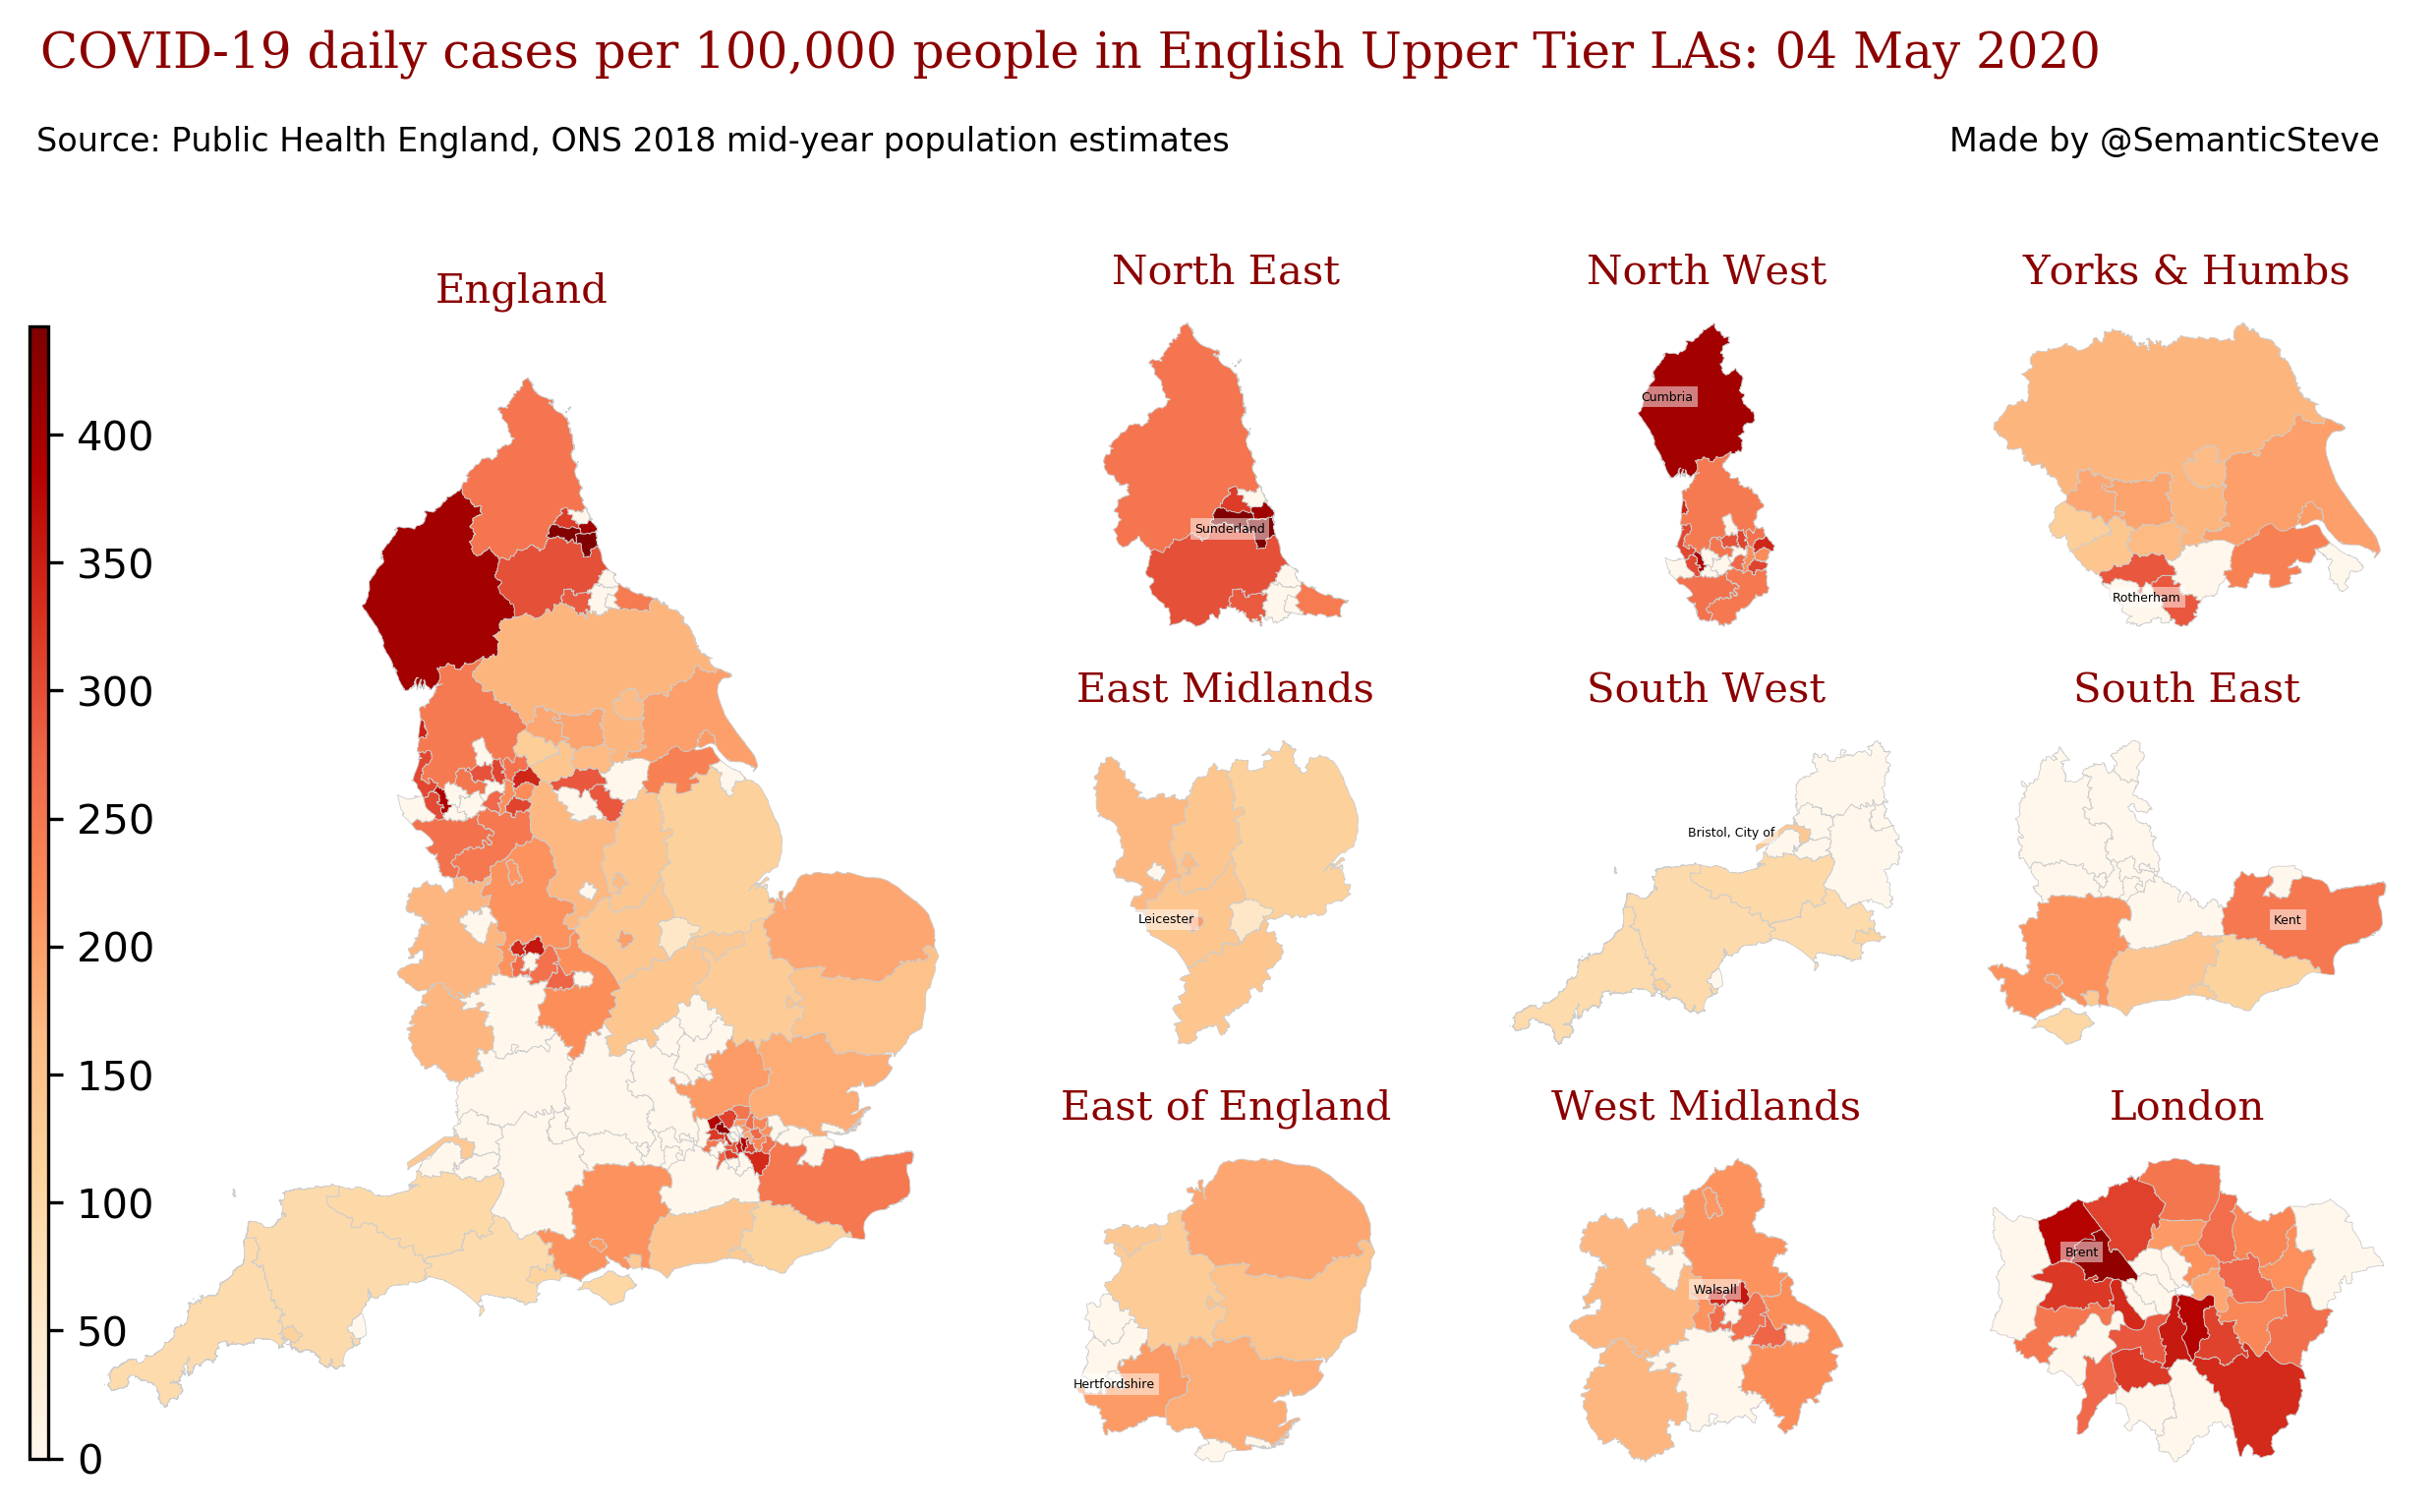 COVID-19 daily cases per 100,000 people in English Upper Tier LAs: 04 May 2020
Source: Public Health England, ONS 2018 mid-year population estimates
Made by @SemanticSteve
England
North East
North West
Yorks & Humbs
400
350
300
250
200
150
100
50
0
Cumbria
Sunderland
Rotherham
East Midlands
South West
South East
Bristol, City of
Leicester
Kent
East of England
West Midlands
London
Brent
Walsall
Hertfordshire